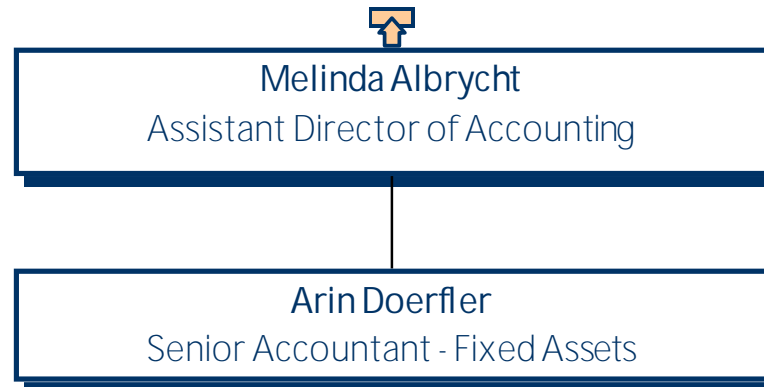 Melinda Albrycht
Assistant Director of Accounting
Arin Doerfler
Senior Accountant - Fixed Assets